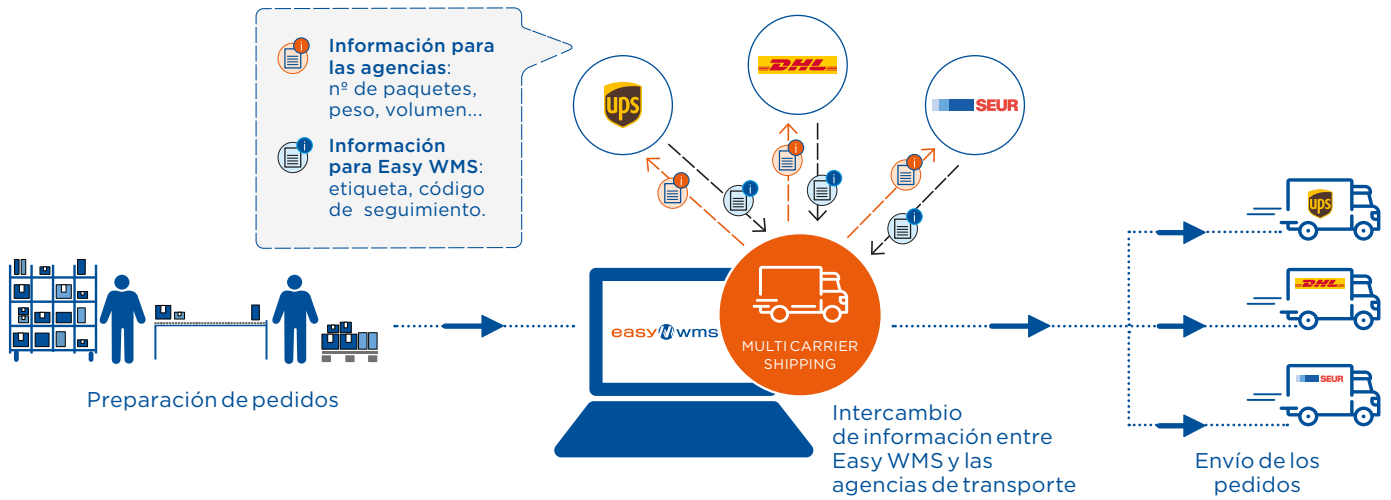 Información para
las agencias:
nº de paquetes,
peso, volumen...
Información
para Easy WMS:
etiqueta, código
de seguimiento.
ups
DHL
SEUR
i
i
i
i
i
i
i
i
easy wms
MULTI CARRIER
SHIPPING
ups
DHL
SEUR
Preparación de pedidos
Intercambio
de información entre
Easy WMS y las
agencias de transporte
Envío de los
pedidos